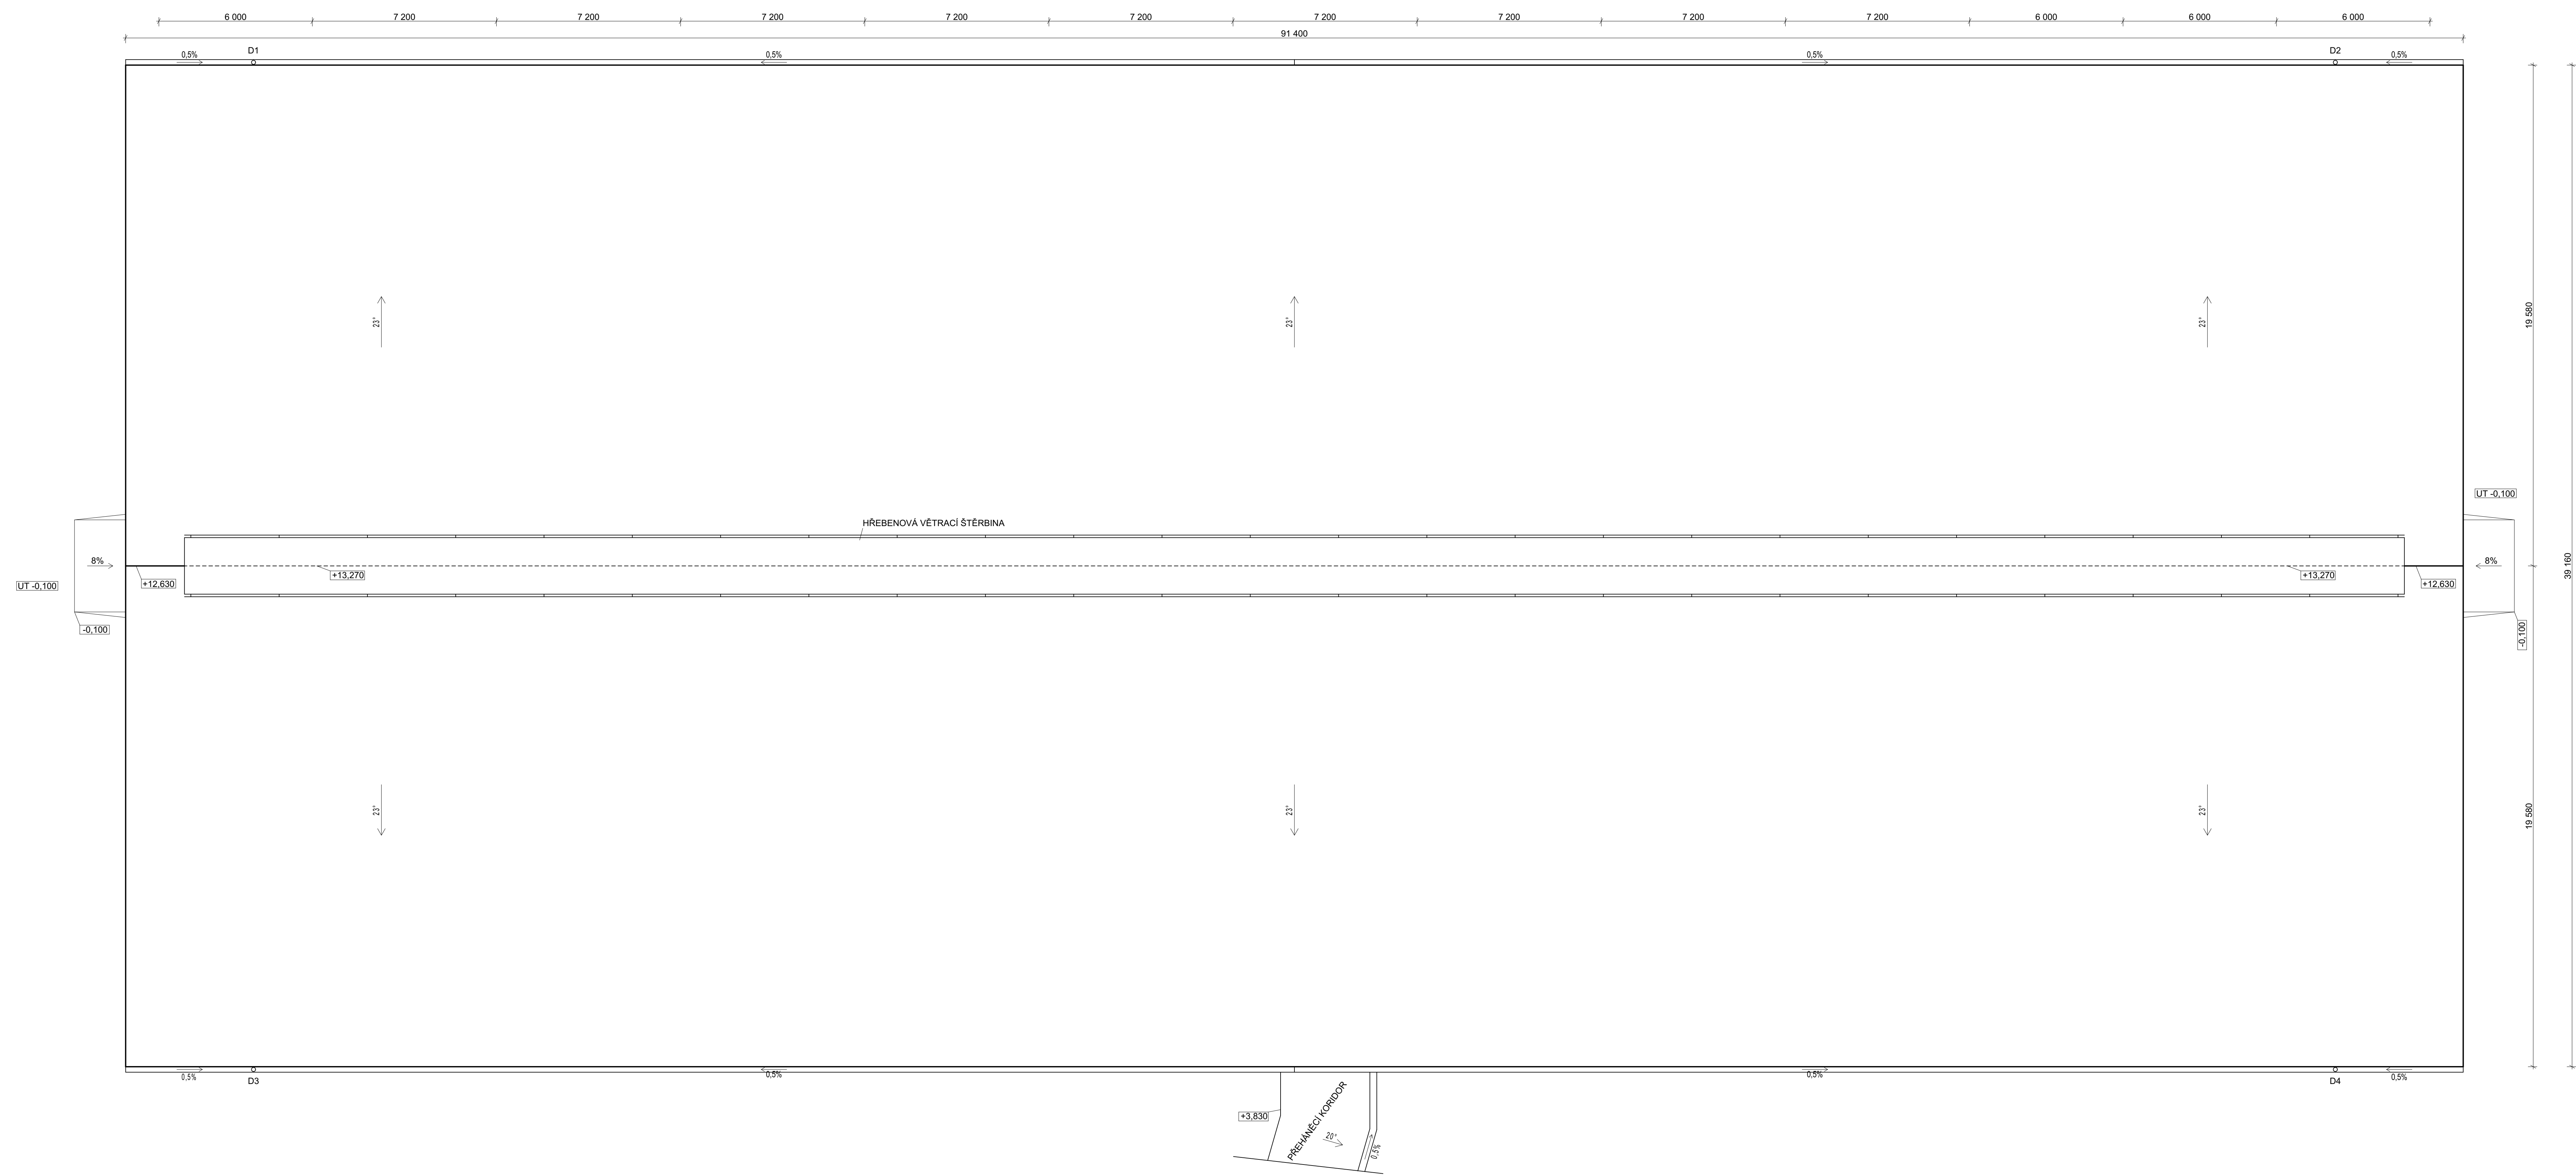 6 000 7 200 7 200 7 200 7 200 7 200 7 200 7 200 7 200 7 200 6 000 6 000 6 000
91 400
D1 D2
0,5% 0,5% 0,5% 0,5%
23° 23° 23°
19 580
UT -0,100
HŘEBENOVÁ VĚTRACÍ ŠTĚRBINA
8% 8%
39 160
+13,270 +13,270
UT -0,100 +12,630 +12,630
-0,100 -0,100
23° 23° 23°
19 580
0,5% 0,5% 0,5% 0,5%
D3 D4
+3,830
PŘEHÁNĚCÍ KORIDOR
20°
0,5%